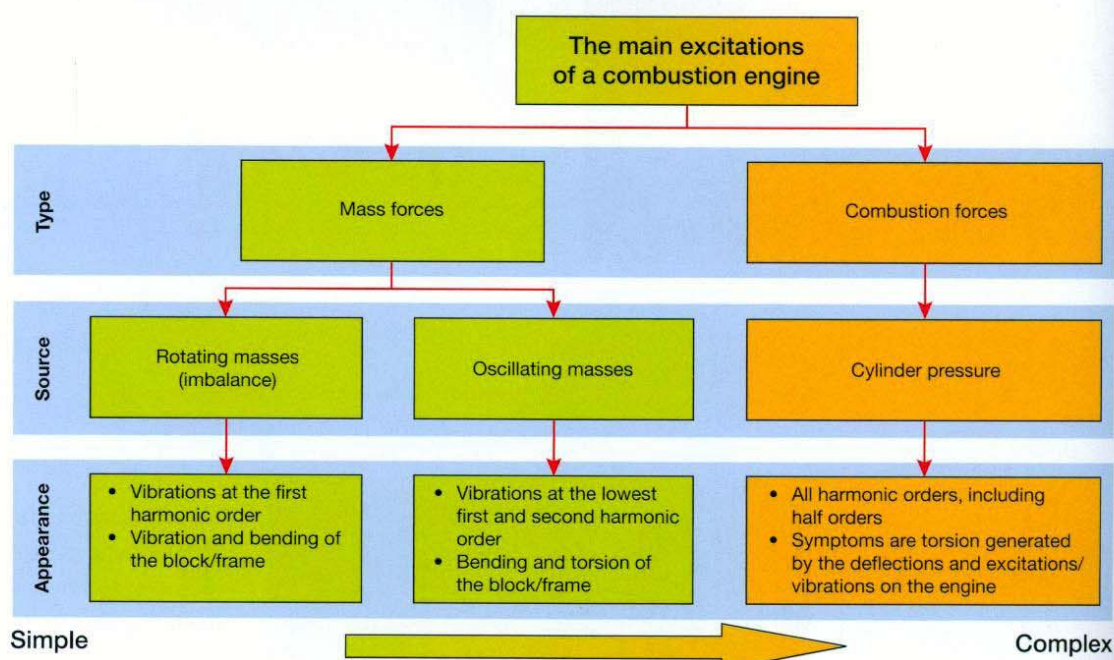 The main excitations
of a combustion engine
Type
Mass forces
Combustion forces
Source
Rotating masses
(imbalance)
Oscillating masses
Cylinder pressure
Appearance
• Vibrations at the first
harmonic order
• Vibration and bending of
the block/frame
• Vibrations at the lowest
first and second harmonic
order
• Bending and torsion of
the block/frame
• All harmonic orders, including
half orders
• Symptoms are torsion generated
by the deflections and excitations/
vibrations on the engine
Simple
Complex